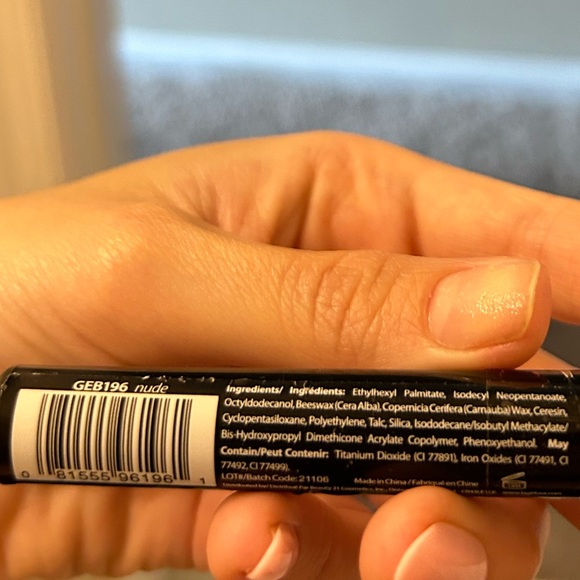 GEB196 nude
0 81555 96196 1
Ingredients/ Ingrédients: Ethylhexyl Palmitate, Isodecyl Neopentanoate,
Octyldodecanol, Beeswax (Cera Alba), Copernicia Cerifera (Carnauba) Wax, Ceresin,
Cyclopentasiloxane, Polyethylene, Talc, Silica, Isododecane/Isobutyl Methacylate/
Bis-Hydroxypropyl Dimethicone Acrylate Copolymer, Phenoxyethanol. May
Contain/Peut Contenir: Titanium Dioxide (CI 77891), Iron Oxides (CI 77491, CI
77492, CI 77499).
LOT#/Batch Code: 21106
Made in China / Fabriqué en Chine